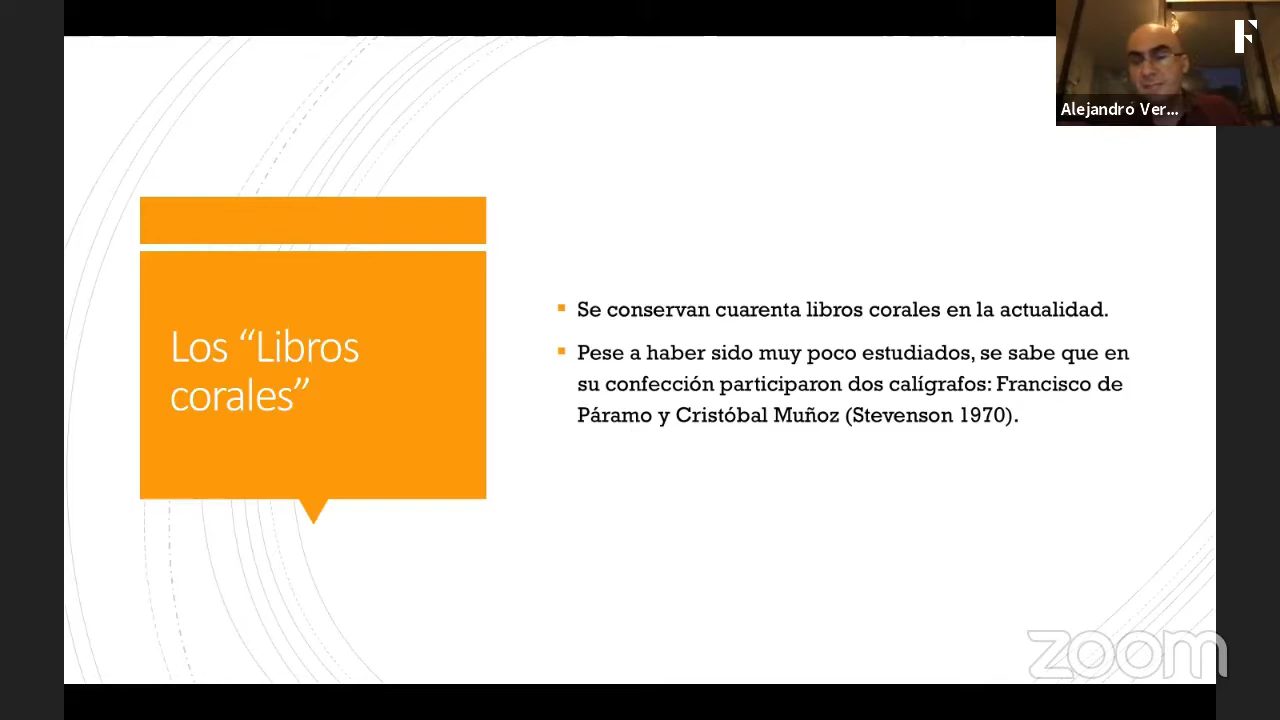 Alejandro Ver...
Los “Libros
corales”
Se conservan cuarenta libros corales en la actualidad.
Pese a haber sido muy poco estudiados, se sabe que en
su confección participaron dos calígrafos: Francisco de
Páramo y Cristóbal Muñoz (Stevenson 1970).
zoom